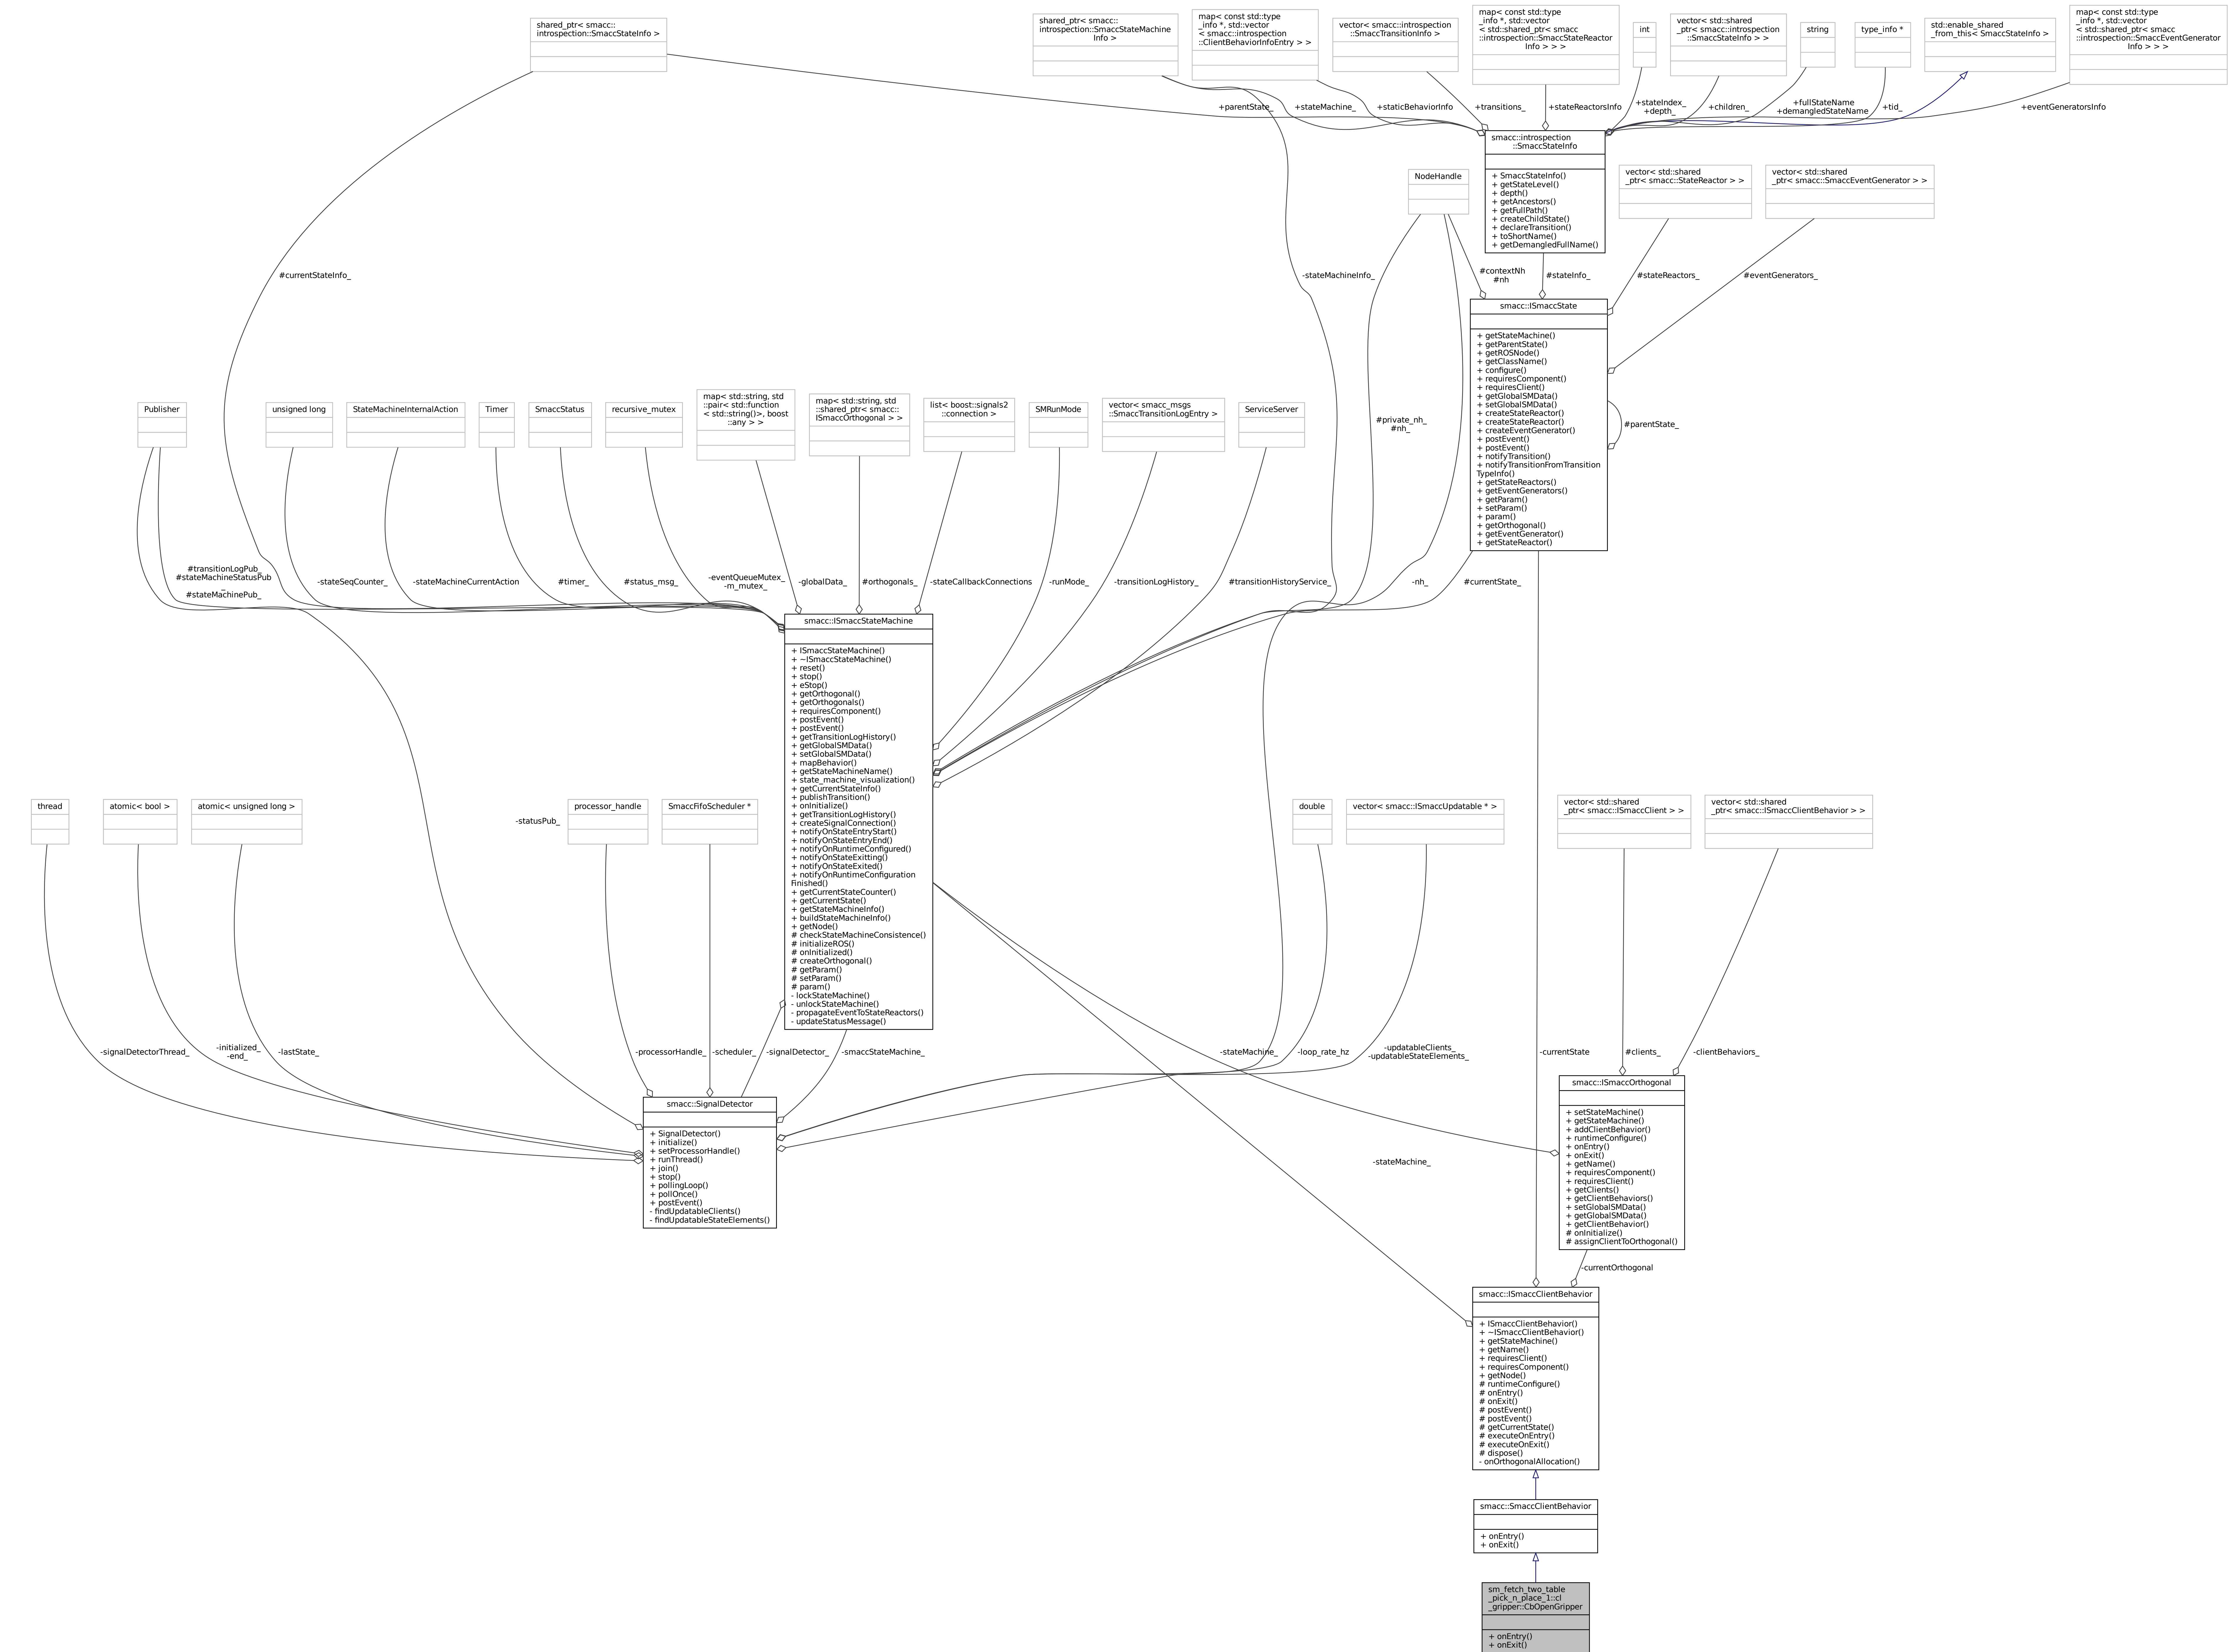 shared_ptr< smacc::
introspection::SmaccStateInfo >
shared_ptr< smacc::
introspection::SmaccStateMachine
Info >
map< const std::type
_info *, std::vector
< smacc::introspection
::ClientBehaviorInfoEntry > >
vector< smacc::introspection
::SmaccTransitionInfo >
map< const std::type
_info *, std::vector
< std::shared_ptr< smacc
::introspection::SmaccStateReactor
Info > > >
int
vector< std::shared
_ptr< smacc::introspection
::SmaccStateInfo > >
string
type_info *
std::enable_shared
_from_this< SmaccStateInfo >
map< const std::type
_info *, std::vector
< std::shared_ptr< smacc
::introspection::SmaccEventGenerator
Info > > >
+parentState_
+stateMachine_
+staticBehaviorInfo
+transitions_
+stateReactorsInfo
+stateIndex_
+depth_
+children_
+fullStateName
+demangledStateName
+tid_
+eventGeneratorsInfo
smacc::introspection
::SmaccStateInfo
+ SmaccStateInfo()
+ getStateLevel()
+ depth()
+ getAncestors()
+ getFullPath()
+ createChildState()
+ declareTransition()
+ toShortName()
+ getDemangledFullName()
NodeHandle
vector< std::shared
_ptr< smacc::StateReactor > >
vector< std::shared
_ptr< smacc::SmaccEventGenerator > >
#currentStateInfo_
-stateMachineInfo_
#contextNh
#nh
#stateInfo_
#stateReactors_
#eventGenerators_
smacc::ISmaccState
+ getStateMachine()
+ getParentState()
+ getROSNode()
+ getClassName()
+ configure()
+ requiresComponent()
+ requiresClient()
+ getGlobalSMData()
+ setGlobalSMData()
+ createStateReactor()
+ createStateReactor()
+ createEventGenerator()
+ postEvent()
+ postEvent()
+ notifyTransition()
+ notifyTransitionFromTransition
TypeInfo()
+ getStateReactors()
+ getEventGenerators()
+ getParam()
+ setParam()
+ param()
+ getOrthogonal()
+ getEventGenerator()
+ getStateReactor()
#parentState_
Publisher
unsigned long
StateMachineInternalAction
Timer
SmaccStatus
recursive_mutex
map< std::string, std
::pair< std::function
< std::string()>, boost
::any > >
map< std::string, std
::shared_ptr< smacc::
ISmaccOrthogonal > >
list< boost::signals2
::connection >
SMRunMode
vector< smacc_msgs
::SmaccTransitionLogEntry >
ServiceServer
#private_nh_
#nh_
#transitionLogPub_
#stateMachineStatusPub
_
#stateMachinePub_
-stateSeqCounter_
-stateMachineCurrentAction
#timer_
#status_msg_
-eventQueueMutex_
-m_mutex_
-globalData_
#orthogonals_
-stateCallbackConnections
-runMode_
-transitionLogHistory_
#transitionHistoryService_
-nh_
#currentState_
smacc::ISmaccStateMachine
+ ISmaccStateMachine()
+ ~ISmaccStateMachine()
+ reset()
+ stop()
+ eStop()
+ getOrthogonal()
+ getOrthogonals()
+ requiresComponent()
+ postEvent()
+ postEvent()
+ getTransitionLogHistory()
+ getGlobalSMData()
+ setGlobalSMData()
+ mapBehavior()
+ getStateMachineName()
+ state_machine_visualization()
+ getCurrentStateInfo()
+ publishTransition()
+ onInitialize()
+ getTransitionLogHistory()
+ createSignalConnection()
+ notifyOnStateEntryStart()
+ notifyOnStateEntryEnd()
+ notifyOnRuntimeConfigured()
+ notifyOnStateExitting()
+ notifyOnStateExited()
+ notifyOnRuntimeConfiguration
Finished()
+ getCurrentStateCounter()
+ getCurrentState()
+ getStateMachineInfo()
+ buildStateMachineInfo()
+ getNode()
# checkStateMachineConsistence()
# initializeROS()
# onInitialized()
# createOrthogonal()
# getParam()
# setParam()
# param()
- lockStateMachine()
- unlockStateMachine()
- propagateEventToStateReactors()
- updateStatusMessage()
thread
atomic< bool >
atomic< unsigned long >
-statusPub_
processor_handle
SmaccFifoScheduler *
double
vector< smacc::ISmaccUpdatable * >
vector< std::shared
_ptr< smacc::ISmaccClient > >
vector< std::shared
_ptr< smacc::ISmaccClientBehavior > >
-signalDetectorThread_
-initialized_
-end_
-lastState_
-processorHandle_
-scheduler_
-signalDetector_
-smaccStateMachine_
-stateMachine_
-loop_rate_hz
-updatableClients_
-updatableStateElements_
-currentState
#clients_
-clientBehaviors_
smacc::SignalDetector
+ SignalDetector()
+ initialize()
+ setProcessorHandle()
+ runThread()
+ join()
+ stop()
+ pollingLoop()
+ pollOnce()
+ postEvent()
- findUpdatableClients()
- findUpdatableStateElements()
smacc::ISmaccOrthogonal
+ setStateMachine()
+ getStateMachine()
+ addClientBehavior()
+ runtimeConfigure()
+ onEntry()
+ onExit()
+ getName()
+ requiresComponent()
+ requiresClient()
+ getClients()
+ getClientBehaviors()
+ setGlobalSMData()
+ getGlobalSMData()
+ getClientBehavior()
# onInitialize()
# assignClientToOrthogonal()
-stateMachine_
-currentOrthogonal
smacc::ISmaccClientBehavior
+ ISmaccClientBehavior()
+ ~ISmaccClientBehavior()
+ getStateMachine()
+ getName()
+ requiresClient()
+ requiresComponent()
+ getNode()
# runtimeConfigure()
# onEntry()
# onExit()
# postEvent()
# postEvent()
# getCurrentState()
# executeOnEntry()
# executeOnExit()
# dispose()
- onOrthogonalAllocation()
smacc::SmaccClientBehavior
+ onEntry()
+ onExit()
sm_fetch_two_table
_pick_n_place_1::cl
_gripper::CbOpenGripper
+ onEntry()
+ onExit()